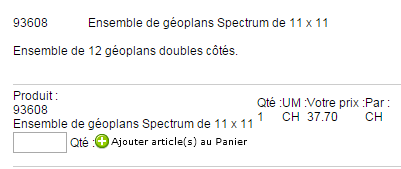 93608 Ensemble de géoplans Spectrum de 11 x 11
Ensemble de 12 géoplans doubles côtés.
Produit :
93608
Ensemble de géoplans Spectrum de 11 x 11
Qté :UM :Votre prix :Par :
1 CH 37.70 CH
Qté : Ajouter article(s) au Panier